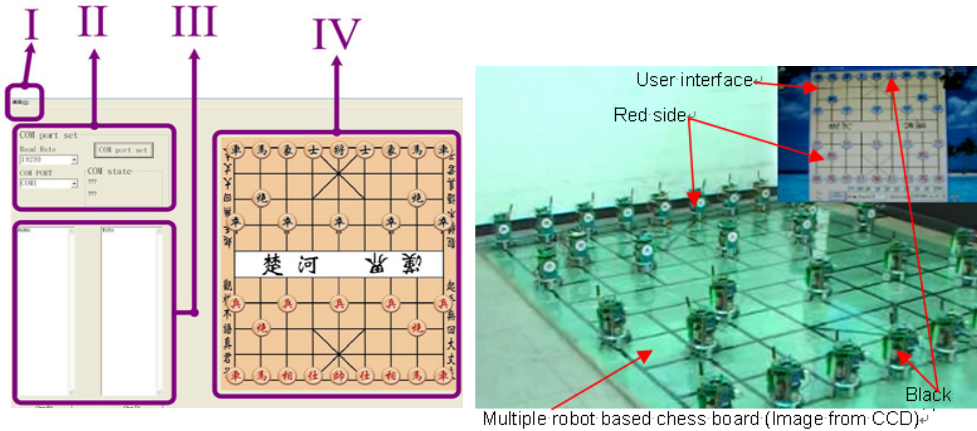 I
II
III
IV
COM port set
Baud Rate
19200
COM port set
COM PORT
COM1
COM state
???
???
車 馬 象 士 將 士 象 馬 車
炮 炮
卒 卒 卒 卒 卒
楚河 漢界
兵 兵 兵 兵 兵
炮 炮
車 馬 相 仕 帥 仕 相 馬 車
User interface
Red side
Black
Multiple robot based chess board (Image from CCD)